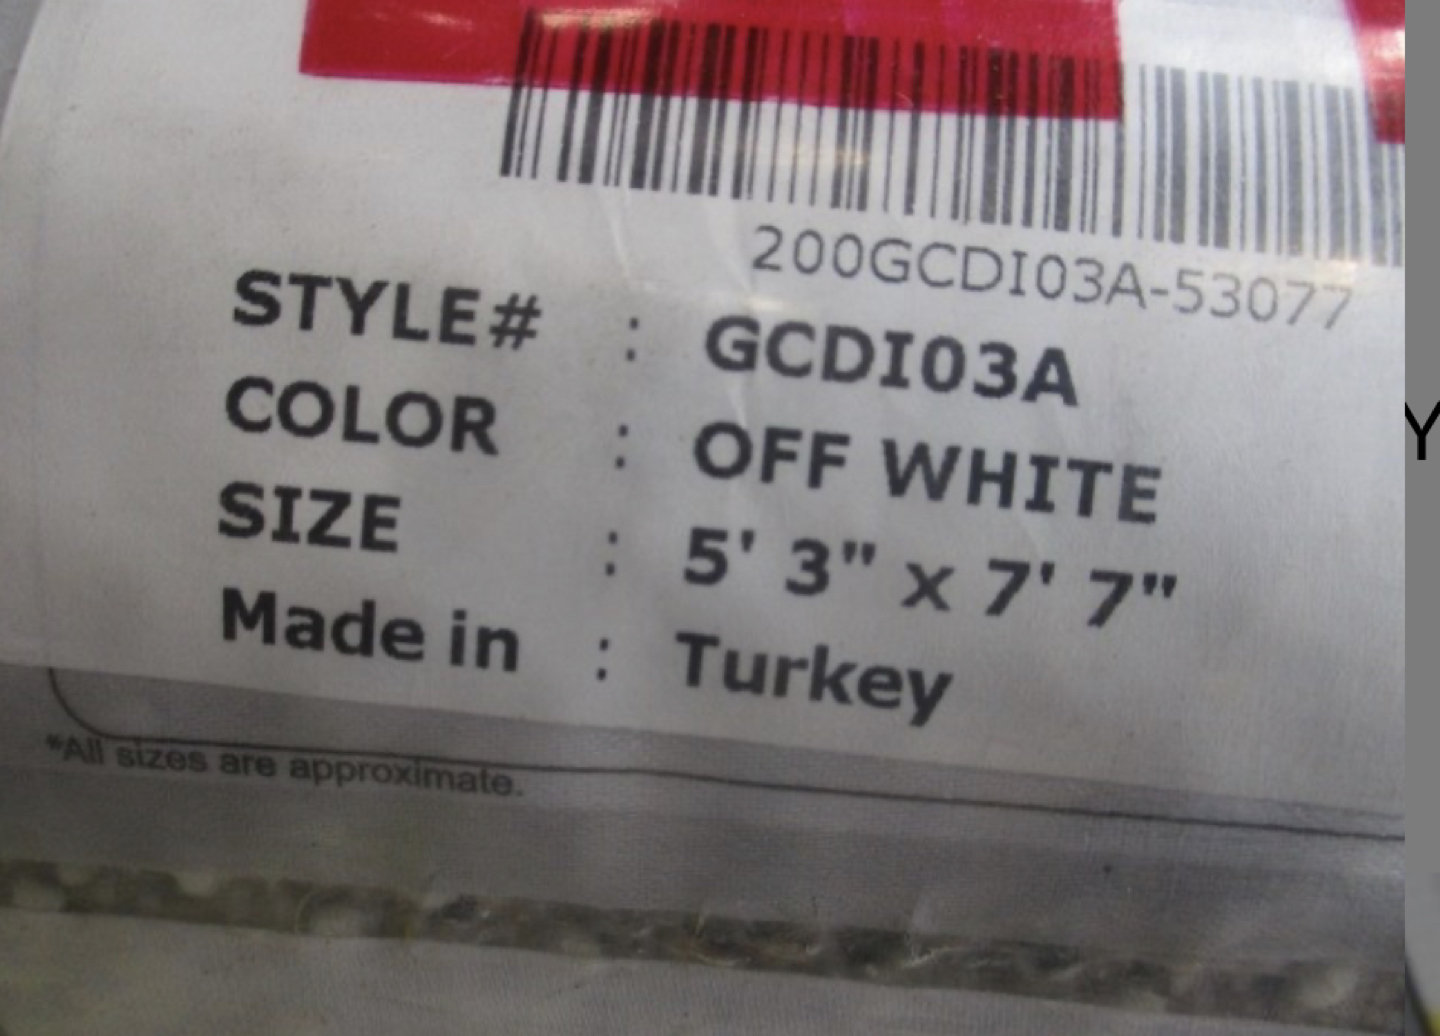 200GCDI03A-53077
STYLE# : GCDI03A
COLOR : OFF WHITE
SIZE : 5' 3" x 7' 7"
Made in : Turkey
*All sizes are approximate.
Y